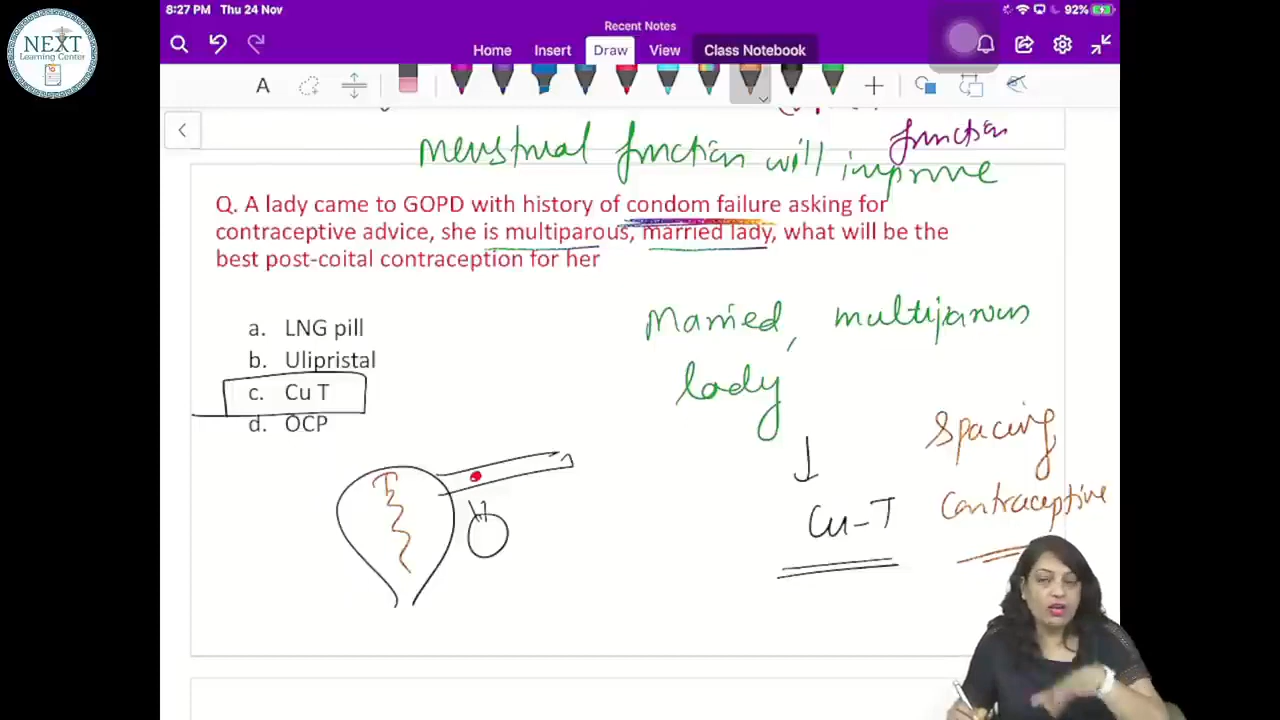 8:27 PM Thu 24 Nov
92%
NEXT
Learning Center
Recent Notes
Home Insert Draw View Class Notebook
A
function
menstrual function will improve
Q. A lady came to GOPD with history of condom failure asking for
contraceptive advice, she is multiparous, married lady, what will be the
best post-coital contraception for her
a. LNG pill
b. Ulipristal
c. Cu T
d. OCP
Married, multiparous
lady
Cu-T
Spacing
Contraceptive